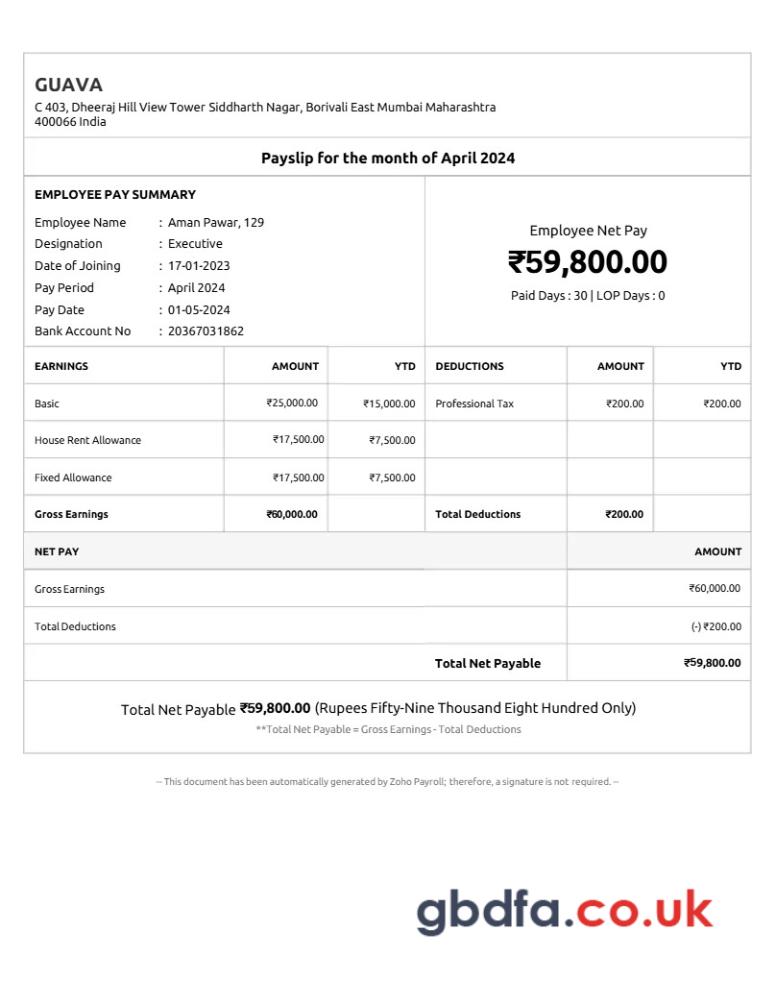 GUAVA
C 403, Dheeraj Hill View Tower Siddharth Nagar, Borivali East Mumbai Maharashtra
400066 India
Payslip for the month of April 2024
EMPLOYEE PAY SUMMARY
Employee Name : Aman Pawar, 129
Designation : Executive
Date of Joining : 17-01-2023
Pay Period : April 2024
Pay Date : 01-05-2024
Bank Account No : 20367031862
Employee Net Pay
₹59,800.00
Paid Days : 30 | LOP Days : 0
EARNINGS AMOUNT YTD DEDUCTIONS AMOUNT YTD
Basic ₹25,000.00 ₹15,000.00 Professional Tax ₹200.00 ₹200.00
House Rent Allowance ₹17,500.00 ₹7,500.00
Fixed Allowance ₹17,500.00 ₹7,500.00
Gross Earnings ₹60,000.00 Total Deductions ₹200.00
NET PAY AMOUNT
Gross Earnings ₹60,000.00
Total Deductions (-) ₹200.00
Total Net Payable ₹59,800.00
Total Net Payable ₹59,800.00 (Rupees Fifty-Nine Thousand Eight Hundred Only)
**Total Net Payable = Gross Earnings - Total Deductions
-- This document has been automatically generated by Zoho Payroll; therefore, a signature is not required. --
gbdfa.co.uk